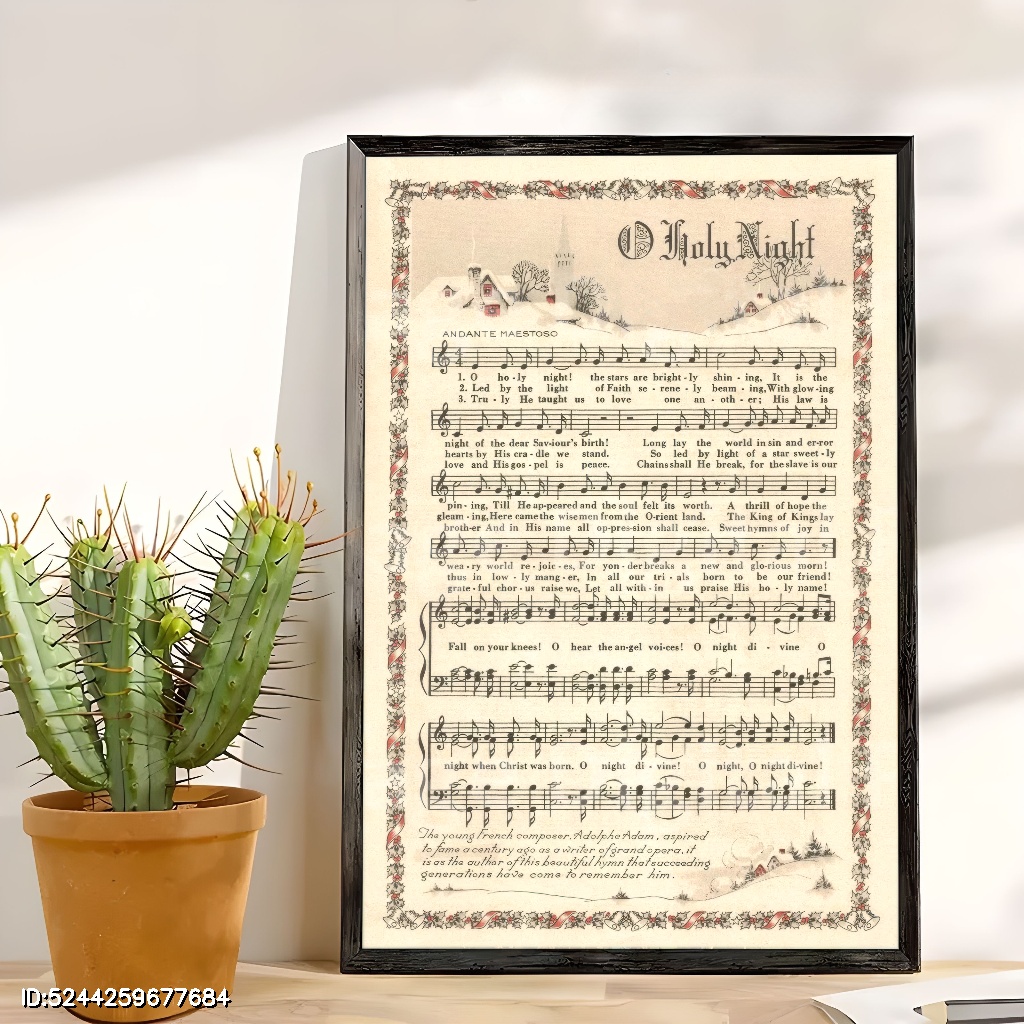 O Holy Night
ANDANTE MAESTOSO
1. O ho - ly night! the stars are bright - ly shin - ing, It is the
2. Led by the light of Faith se - rene - ly beam - ing, With glow - ing
3. Tru - ly He taught us to love one an - oth - er; His law is
night of the dear Sav - iour's birth! Long lay the world in sin and er - ror
hearts by His cra - dle we stand. So led by light of a star sweet - ly
love and His gos - pel is peace. Chains shall He break, for the slave is our
pin - ing, Till He ap - peared and the soul felt its worth. A thrill of hope the
gleam - ing, Here came the wise men from the O - rient land. The King of Kings lay
broth - er And in His name all op - pres - sion shall cease. Sweet hymns of joy in
wea - ry world re - joic - es, For yon - der breaks a new and glo - rious morn!
thus in low - ly mang - er, In all our tri - als born to be our friend!
grate - ful chor - us raise we, Let all with - in us praise His ho - ly name!
Fall on your knees! O hear the an - gel voi - ces! O night di - vine O
night when Christ was born. O night di - vine! O night, O night di - vine!
The young French composer, Adolphe Adam, aspired
to fame a century ago as a writer of grand opera, it
is as the author of this beautiful hymn that succeeding
generations have come to remember him.
ID:5244259677684